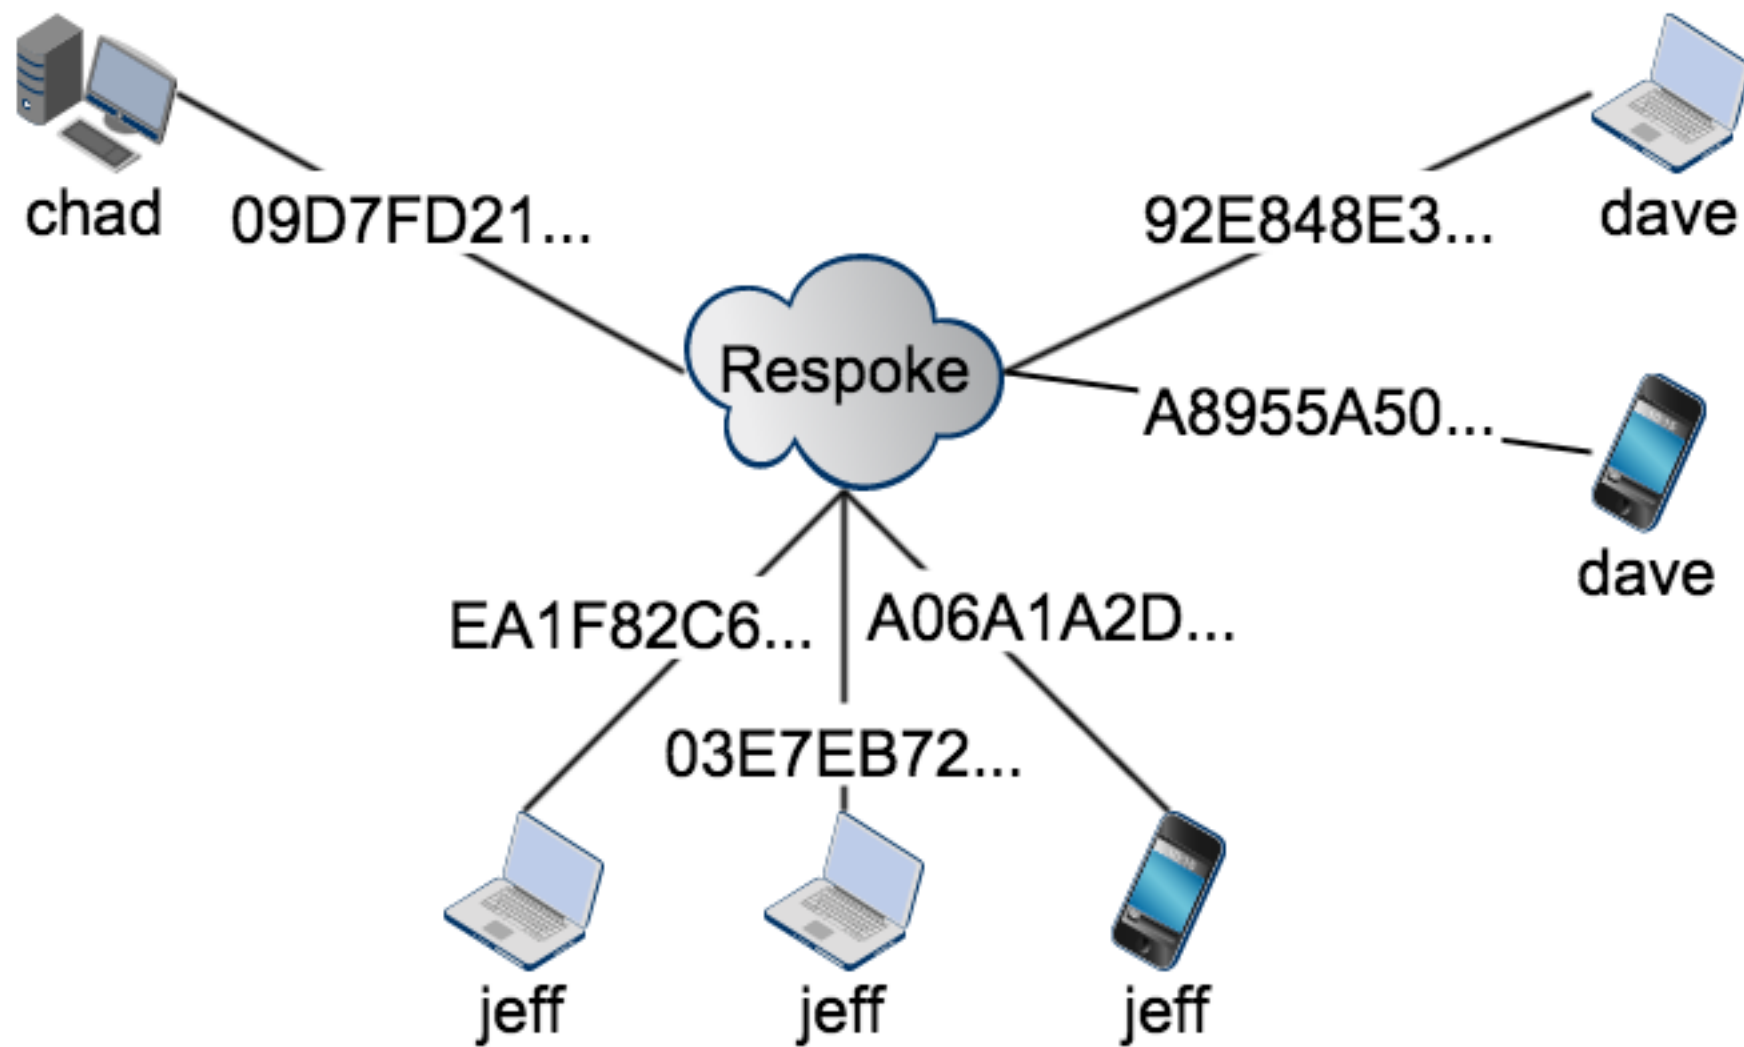 chad
09D7FD21...
92E848E3...
dave
Respoke
A8955A50...
dave
EA1F82C6...
A06A1A2D...
03E7EB72...
jeff
jeff
jeff